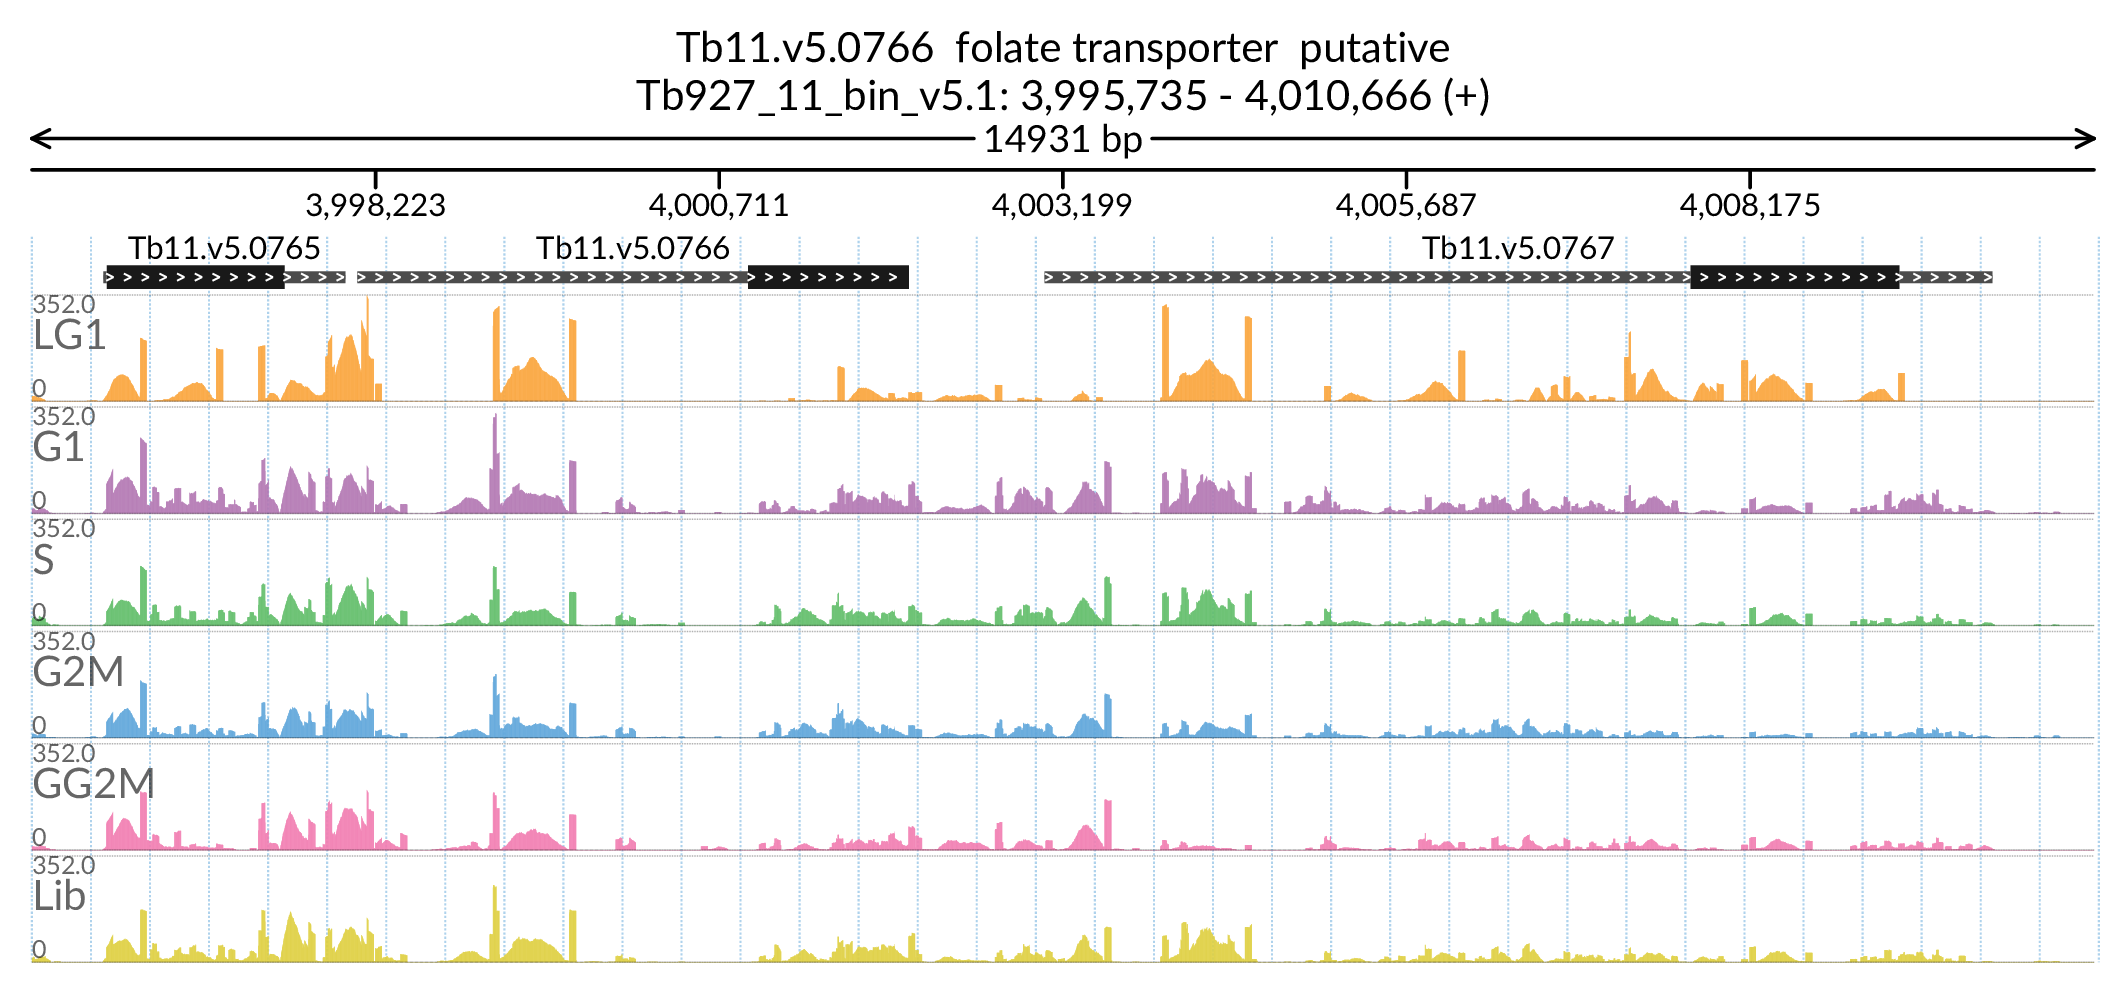 Tb11.v5.0766 folate transporter putative
Tb927_11_bin_v5.1: 3,995,735 - 4,010,666 (+)
14931 bp
3,998,223 4,000,711 4,003,199 4,005,687 4,008,175
Tb11.v5.0765 Tb11.v5.0766 Tb11.v5.0767
352.0
LG1
0
352.0
G1
0
352.0
S
0
352.0
G2M
0
352.0
GG2M
0
352.0
Lib
0